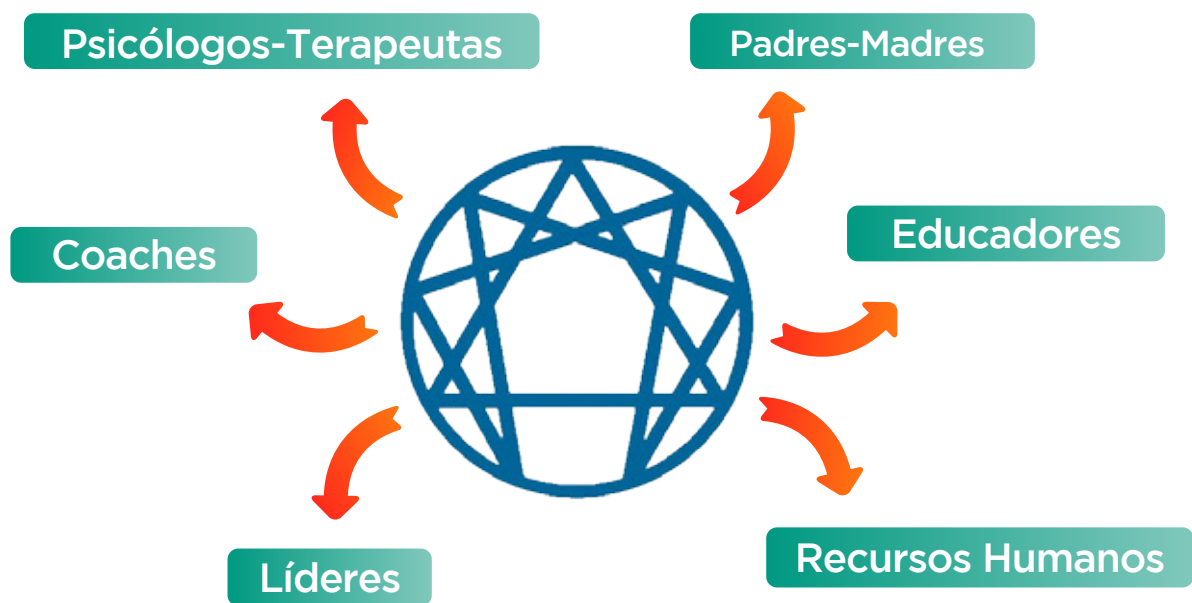 Psicólogos-Terapeutas
Padres-Madres
Coaches
Educadores
Líderes
Recursos Humanos